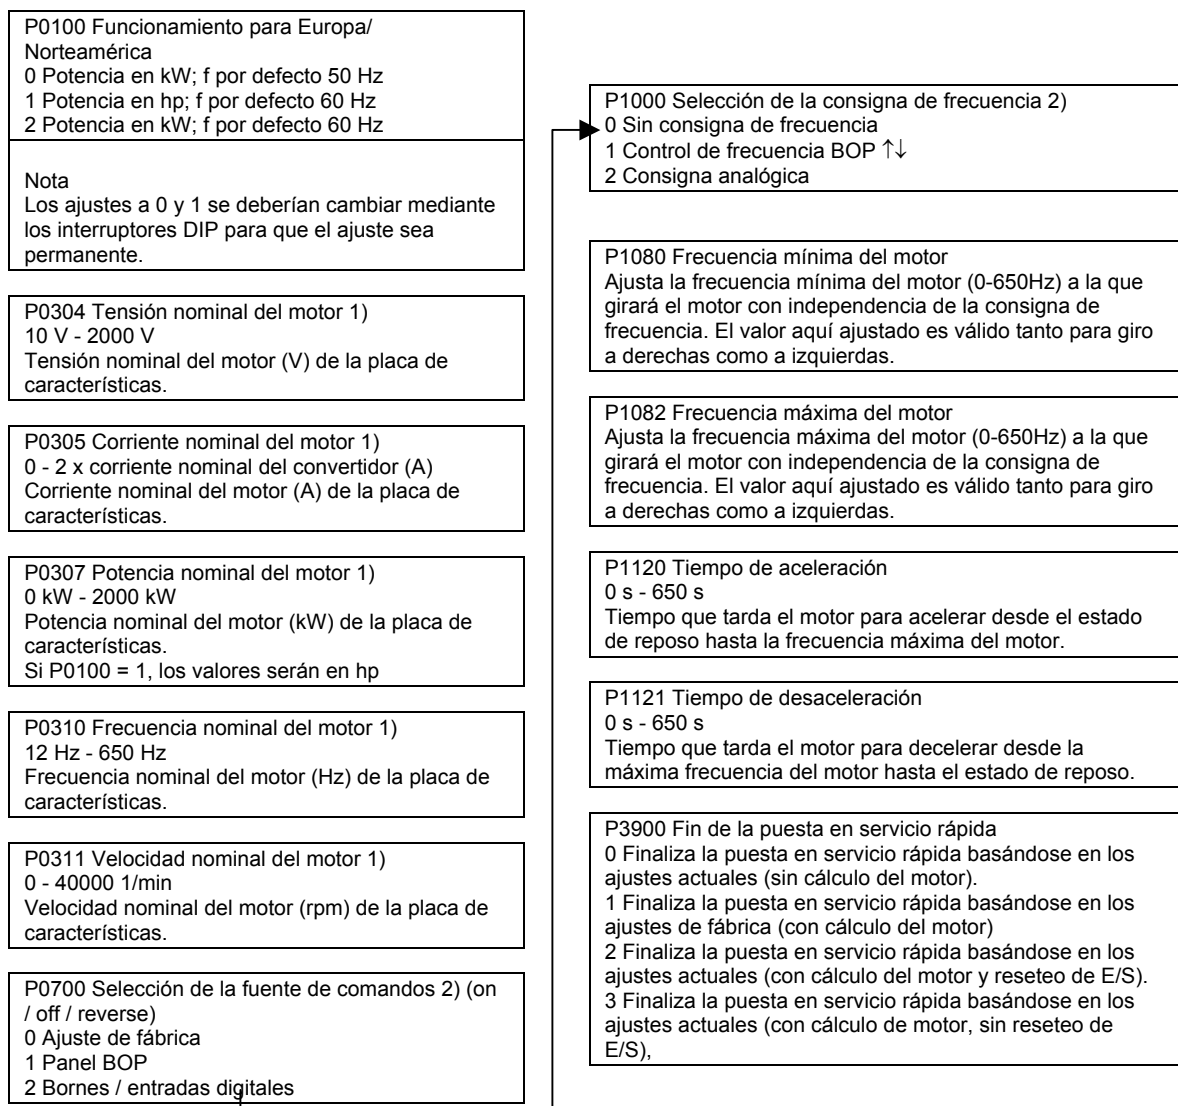 P0100 Funcionamiento para Europa/
Norteamérica
0 Potencia en kW; f por defecto 50 Hz
1 Potencia en hp; f por defecto 60 Hz
2 Potencia en kW; f por defecto 60 Hz
Nota
Los ajustes a 0 y 1 se deberían cambiar mediante
los interruptores DIP para que el ajuste sea
permanente.
P0304 Tensión nominal del motor 1)
10 V - 2000 V
Tensión nominal del motor (V) de la placa de
características.
P0305 Corriente nominal del motor 1)
0 - 2 x corriente nominal del convertidor (A)
Corriente nominal del motor (A) de la placa de
características.
P0307 Potencia nominal del motor 1)
0 kW - 2000 kW
Potencia nominal del motor (kW) de la placa de
características.
Si P0100 = 1, los valores serán en hp
P0310 Frecuencia nominal del motor 1)
12 Hz - 650 Hz
Frecuencia nominal del motor (Hz) de la placa de
características.
P0311 Velocidad nominal del motor 1)
0 - 40000 1/min
Velocidad nominal del motor (rpm) de la placa de
características.
P0700 Selección de la fuente de comandos 2) (on
/ off / reverse)
0 Ajuste de fábrica
1 Panel BOP
2 Bornes / entradas digitales
P1000 Selección de la consigna de frecuencia 2)
0 Sin consigna de frecuencia
1 Control de frecuencia BOP ↑↓
2 Consigna analógica
P1080 Frecuencia mínima del motor
Ajusta la frecuencia mínima del motor (0-650Hz) a la que
girará el motor con independencia de la consigna de
frecuencia. El valor aquí ajustado es válido tanto para giro
a derechas como a izquierdas.
P1082 Frecuencia máxima del motor
Ajusta la frecuencia máxima del motor (0-650Hz) a la que
girará el motor con independencia de la consigna de
frecuencia. El valor aquí ajustado es válido tanto para giro
a derechas como a izquierdas.
P1120 Tiempo de aceleración
0 s - 650 s
Tiempo que tarda el motor para acelerar desde el estado
de reposo hasta la frecuencia máxima del motor.
P1121 Tiempo de desaceleración
0 s - 650 s
Tiempo que tarda el motor para decelerar desde la
máxima frecuencia del motor hasta el estado de reposo.
P3900 Fin de la puesta en servicio rápida
0 Finaliza la puesta en servicio rápida basándose en los
ajustes actuales (sin cálculo del motor).
1 Finaliza la puesta en servicio rápida basándose en los
ajustes de fábrica (con cálculo del motor)
2 Finaliza la puesta en servicio rápida basándose en los
ajustes actuales (con cálculo del motor y reseteo de E/S).
3 Finaliza la puesta en servicio rápida basándose en los
ajustes actuales (con cálculo de motor, sin reseteo de
E/S),